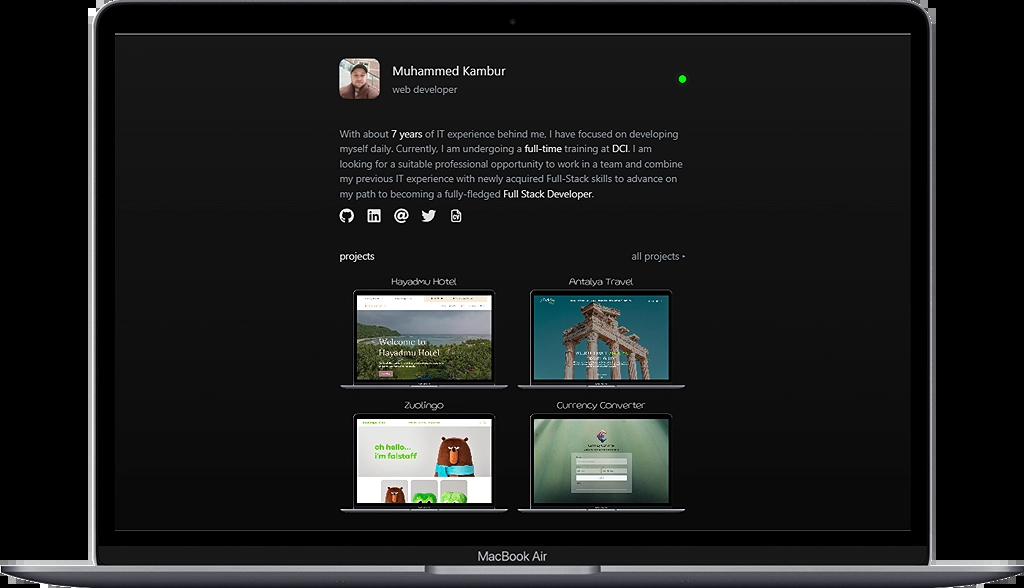 Muhammed Kambur
web developer
With about 7 years of IT experience behind me, I have focused on developing
myself daily. Currently, I am undergoing a full-time training at DCI. I am
looking for a suitable professional opportunity to work in a team and combine
my previous IT experience with newly acquired Full-Stack skills to advance on
my path to becoming a fully-fledged Full Stack Developer.
CV
projects
all projects
Hayadmu Hotel
Antalya Travel
Welcome to
Hayadmu Hotel
Zuolingo
Currency Converter
oh hello...
i'm falstaff
MacBook Air